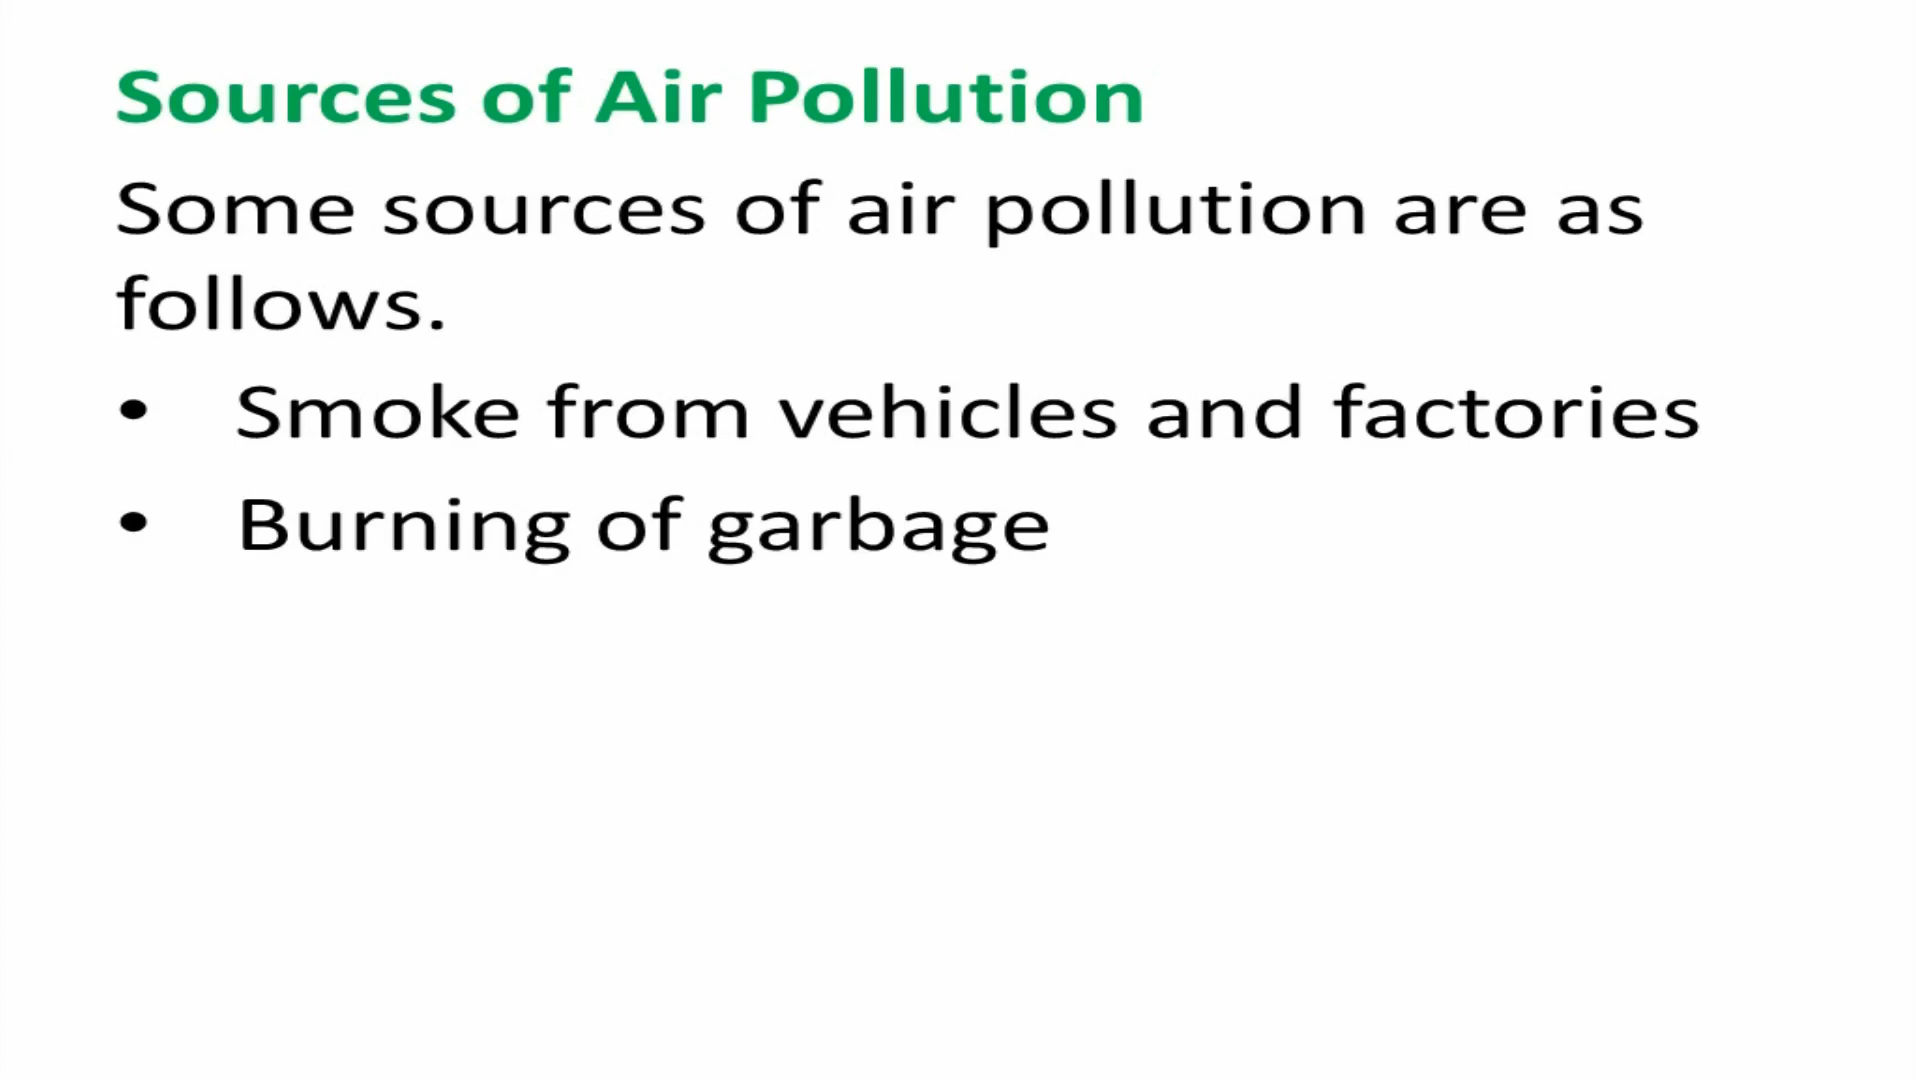 Sources of Air Pollution
Some sources of air pollution are as
follows.
• Smoke from vehicles and factories
• Burning of garbage